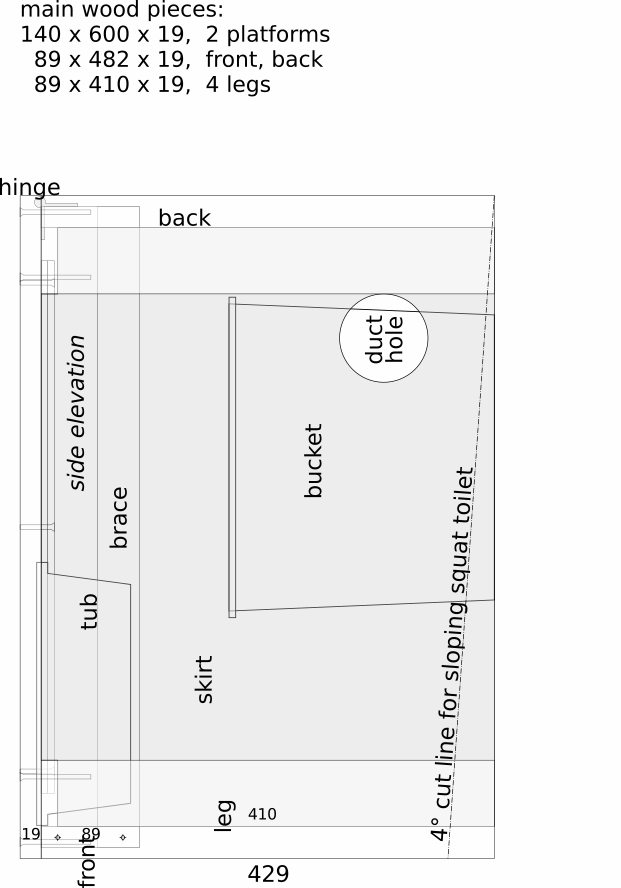 main wood pieces:
140 x 600 x 19, 2 platforms
89 x 482 x 19, front, back
89 x 410 x 19, 4 legs
hinge
back
duct
hole
side elevation
bucket
brace
4° cut line for sloping squat toilet
tub
skirt
leg
410
19
89
front
429